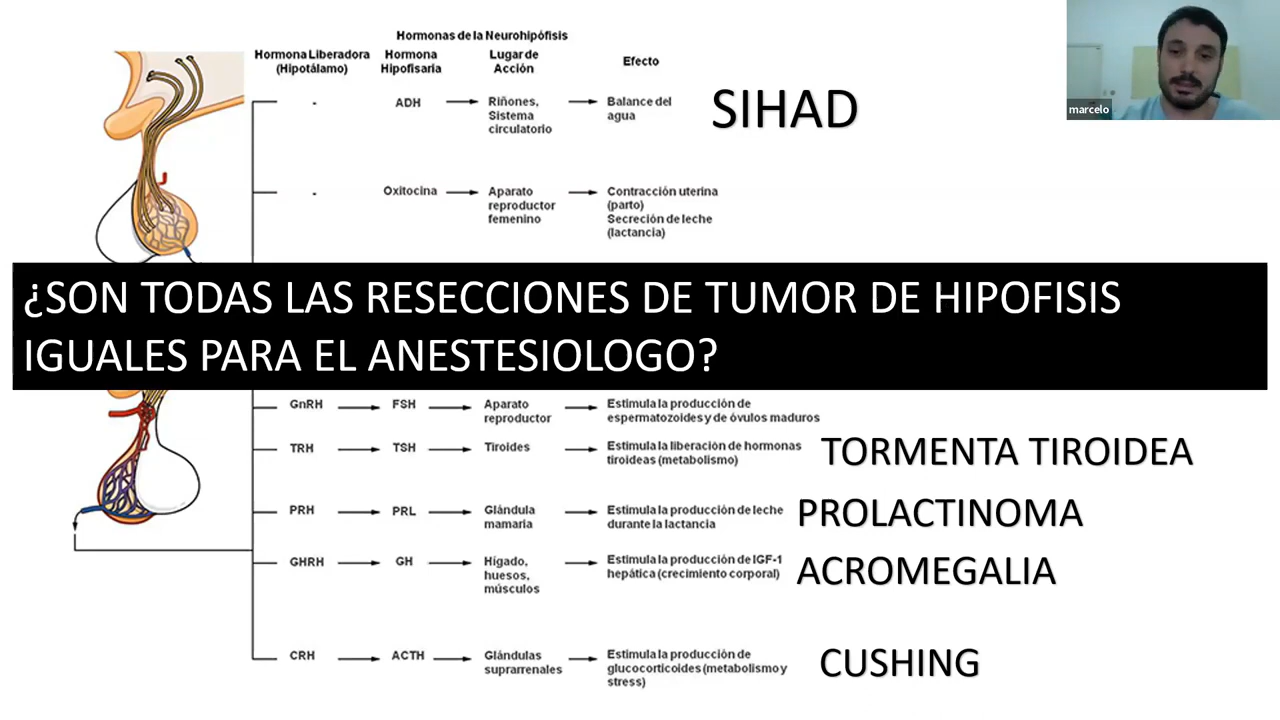 Hormonas de la Neurohipófisis
Hormona Liberadora
(Hipotálamo)
Hormona
Hipofisaria
Lugar de
Acción
Efecto
-
ADH
Riñones,
Sistema
circulatorio
Balance del
agua
SIHAD
marcelo
-
Oxitocina
Aparato
reproductor
femenino
Contracción uterina
(parto)
Secreción de leche
(lactancia)
¿SON TODAS LAS RESECCIONES DE TUMOR DE HIPOFISIS
IGUALES PARA EL ANESTESIOLOGO?
GnRH
FSH
Aparato
reproductor
Estimula la producción de
espermatozoides y de óvulos maduros
TRH
TSH
Tiroides
Estimula la liberación de hormonas
tiroideas (metabolismo)
TORMENTA TIROIDEA
PRH
PRL
Glándula
mamaria
Estimula la producción de leche
durante la lactancia
PROLACTINOMA
GHRH
GH
Hígado,
huesos,
músculos
Estimula la producción de IGF-1
hepática (crecimiento corporal)
ACROMEGALIA
CRH
ACTH
Glándulas
suprarrenales
Estimula la producción de
glucocorticoides (metabolismo y
stress)
CUSHING